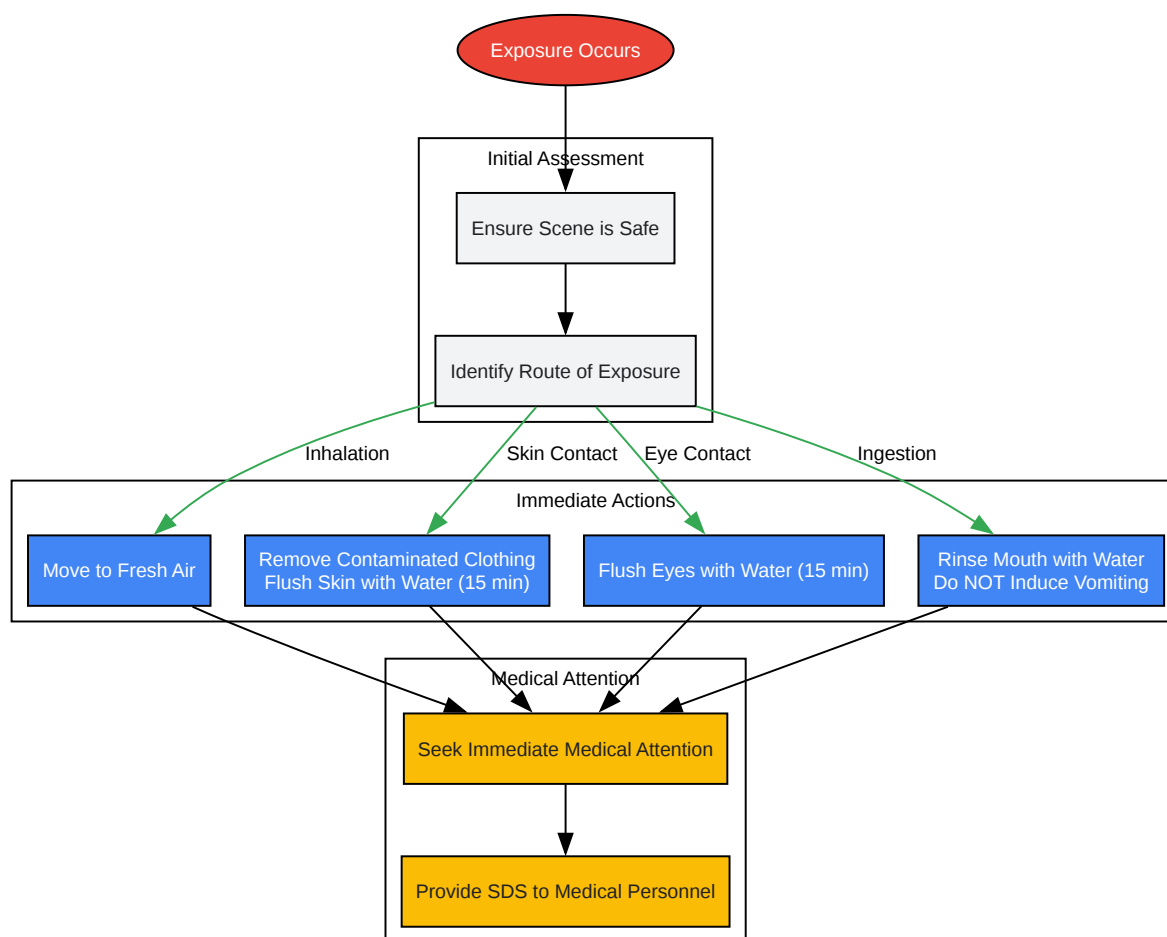 Exposure Occurs
Initial Assessment
Ensure Scene is Safe
Identify Route of Exposure
Inhalation
Skin Contact
Eye Contact
Ingestion
Immediate Actions
Move to Fresh Air
Remove Contaminated Clothing
Flush Skin with Water (15 min)
Flush Eyes with Water (15 min)
Rinse Mouth with Water
Do NOT Induce Vomiting
Medical Attention
Seek Immediate Medical Attention
Provide SDS to Medical Personnel